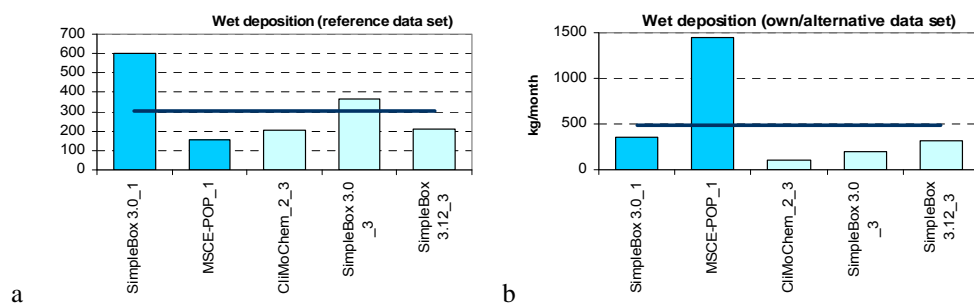 Wet deposition (reference data set)
700
600
500
400
300
200
100
0
SimpleBox 3.0_1
MSCE-POP_1
CliMoChem_2_3
SimpleBox 3.0
_3
SimpleBox
3.12_3
a
Wet deposition (own/alternative data set)
kg/month
1500
1000
500
0
SimpleBox 3.0_1
MSCE-POP_1
CliMoChem_2_3
SimpleBox 3.0
_3
SimpleBox
3.12_3
b